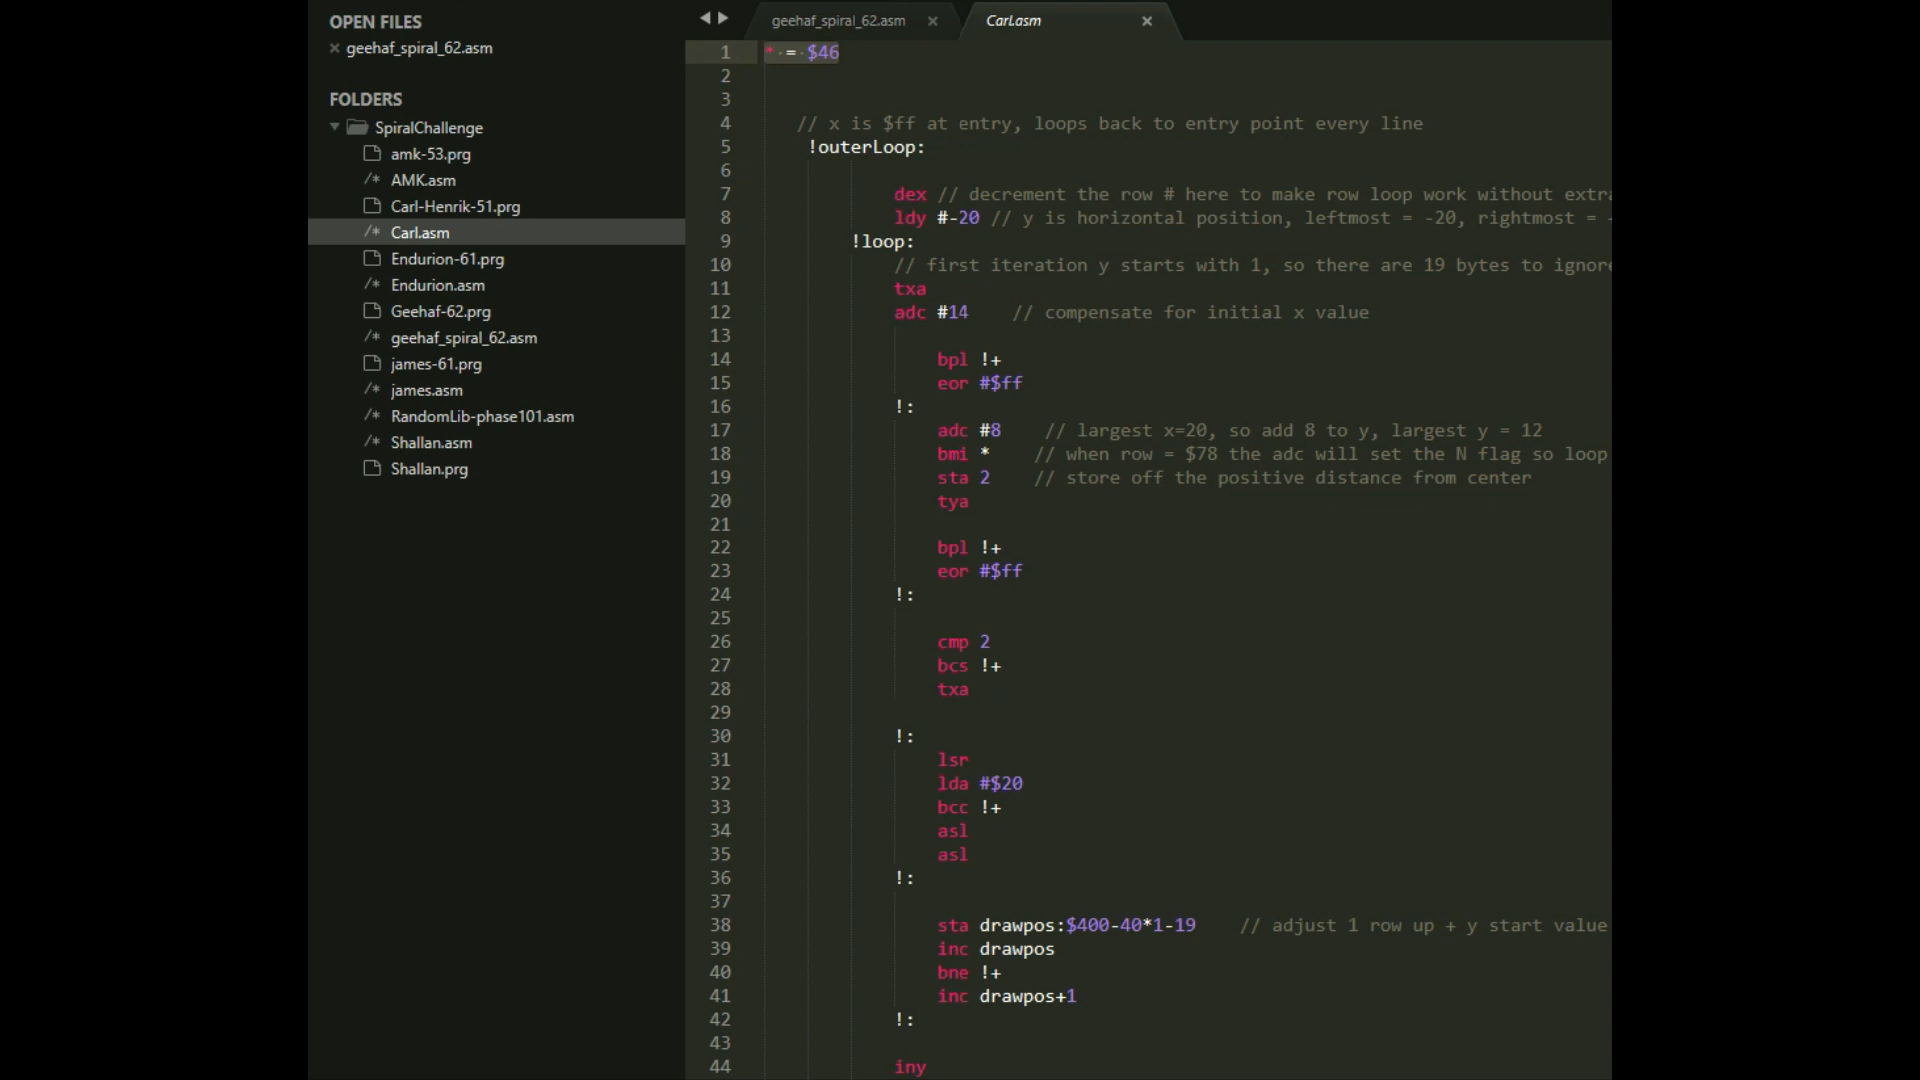 OPEN FILES
geehaf_spiral_62.asm
FOLDERS
SpiralChallenge
amk-53.prg
/* AMK.asm
Carl-Henrik-51.prg
/* Carl.asm
Endurion-61.prg
/* Endurion.asm
Geehaf-62.prg
/* geehaf_spiral_62.asm
james-61.prg
/* james.asm
/* RandomLib-phase101.asm
/* Shallan.asm
Shallan.prg
geehaf_spiral_62.asm
Carl.asm
1 * = $46
2
3
4 // x is $ff at entry, loops back to entry point every line
5 !outerLoop:
6
7 dex // decrement the row # here to make row loop work without extra
8 ldy #-20 // y is horizontal position, leftmost = -20, rightmost =
9 !loop:
10 // first iteration y starts with 1, so there are 19 bytes to ignore
11 txa
12 adc #14 // compensate for initial x value
13
14 bpl !+
15 eor #$ff
16 !:
17 adc #8 // largest x=20, so add 8 to y, largest y = 12
18 bmi * // when row = $78 the adc will set the N flag so loop
19 sta 2 // store off the positive distance from center
20 tya
21
22 bpl !+
23 eor #$ff
24 !:
25
26 cmp 2
27 bcs !+
28 txa
29
30 !:
31 lsr
32 lda #$20
33 bcc !+
34 asl
35 asl
36 !:
37
38 sta drawpos:$400-40*1-19 // adjust 1 row up + y start value
39 inc drawpos
40 bne !+
41 inc drawpos+1
42 !:
43
44 iny